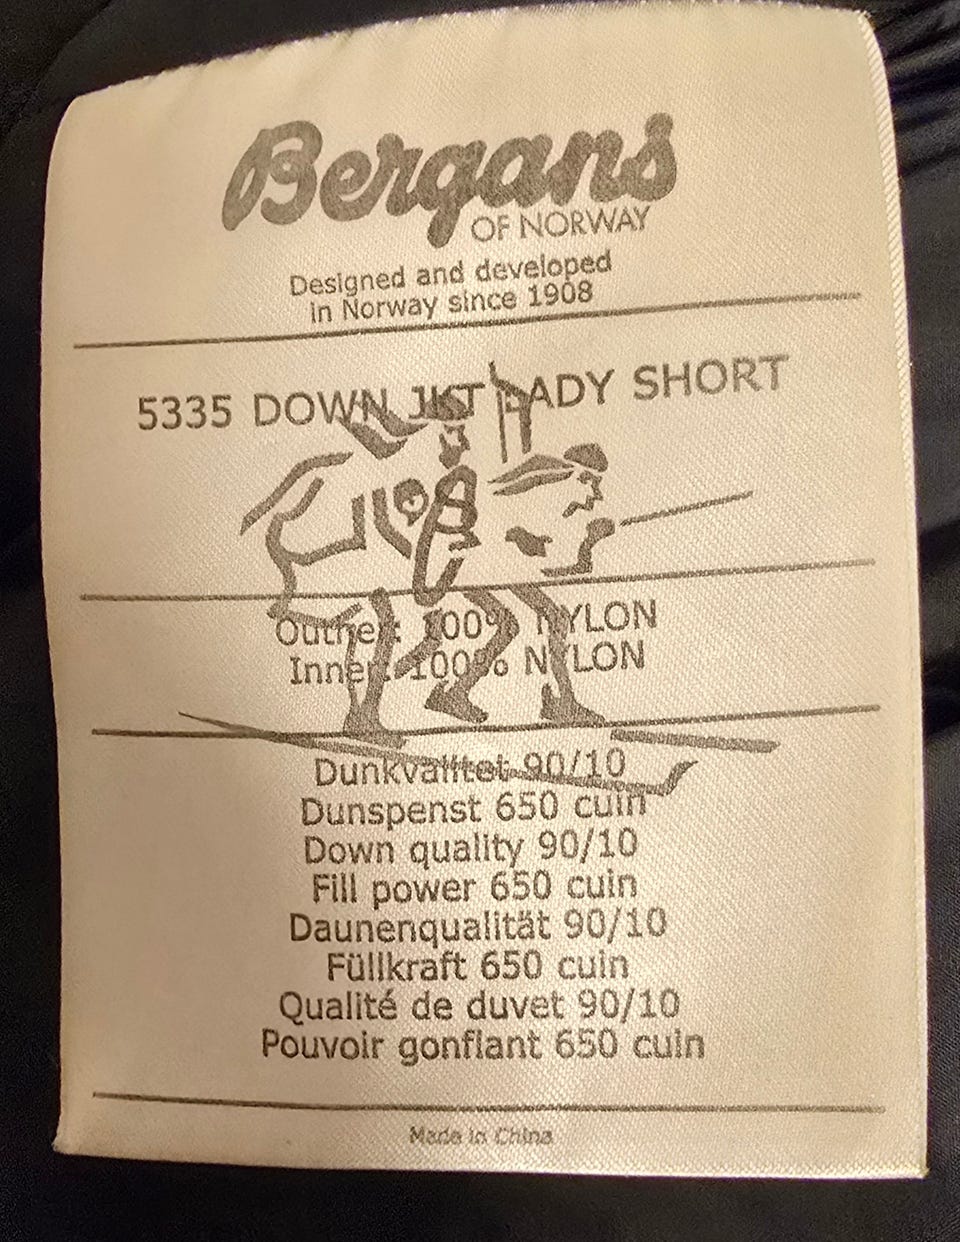 Bergans
OF NORWAY
Designed and developed
in Norway since 1908
5335 DOWN JKT LADY SHORT
Outher: 100% NYLON
Inner: 100% NYLON
Dunkvalitet 90/10
Dunspenst 650 cuin
Down quality 90/10
Fill power 650 cuin
Daunenqualität 90/10
Füllkraft 650 cuin
Qualité de duvet 90/10
Pouvoir gonflant 650 cuin
Made in China